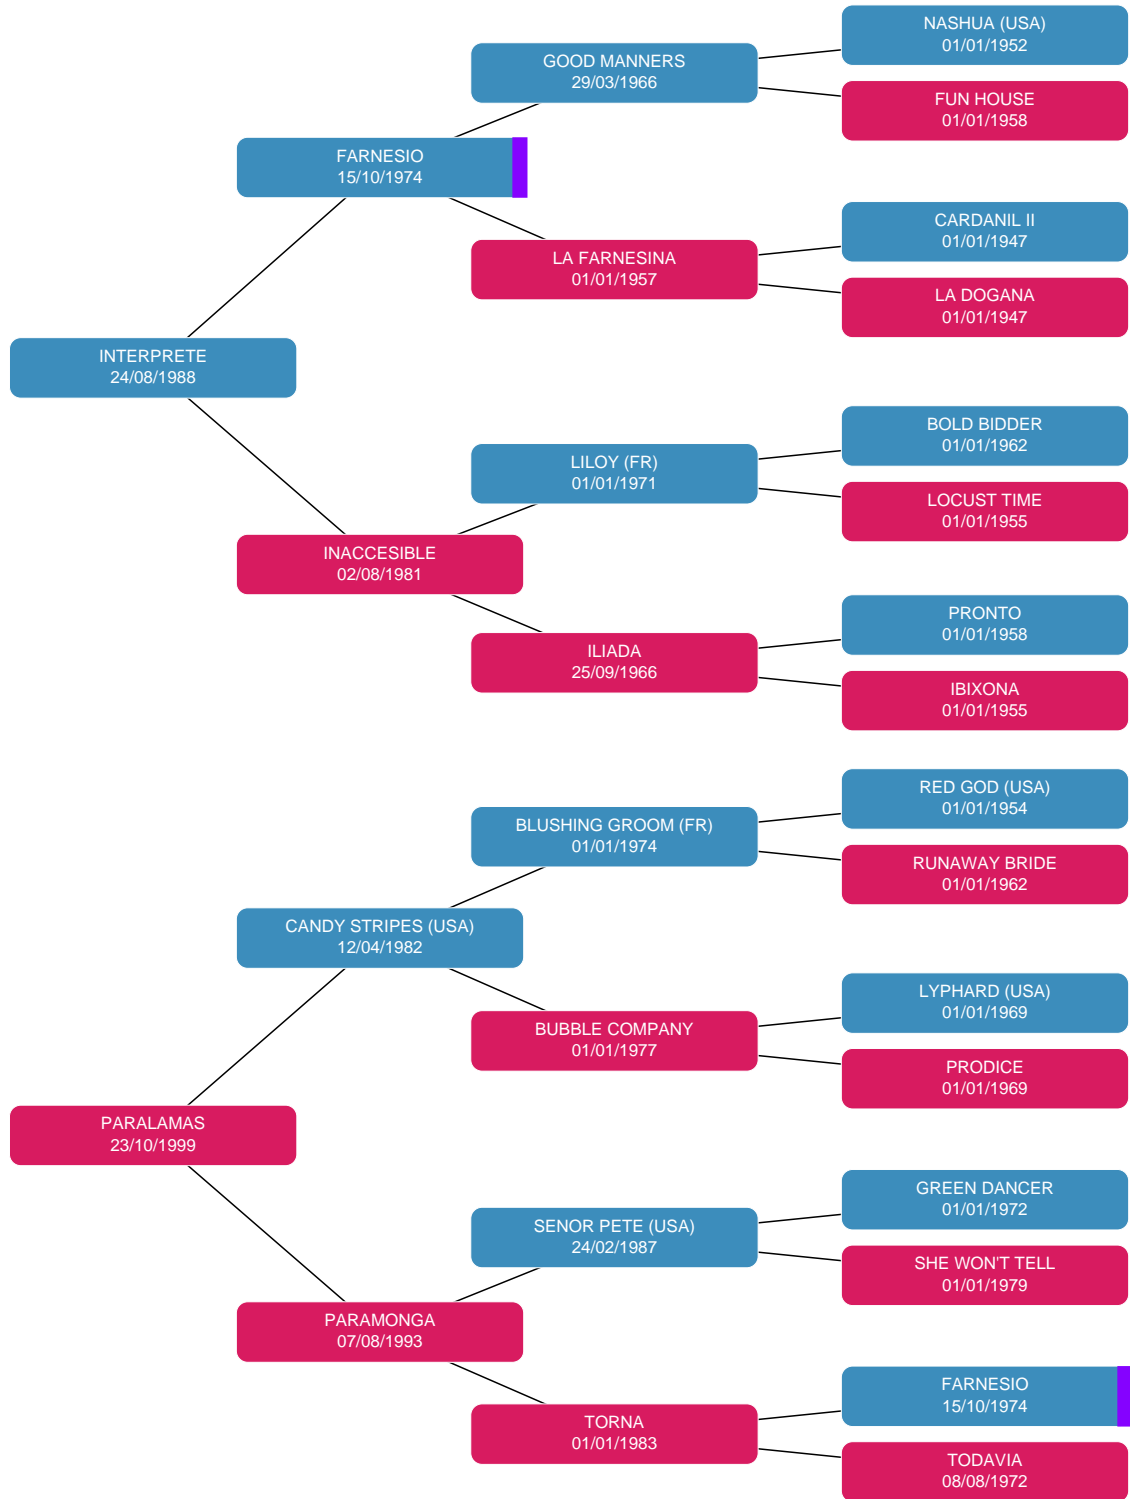 NASHUA (USA)
01/01/1952
GOOD MANNERS
29/03/1966
FUN HOUSE
01/01/1958
FARNESIO
15/10/1974
CARDANIL II
01/01/1947
LA FARNESINA
01/01/1957
LA DOGANA
01/01/1947
INTERPRETE
24/08/1988
BOLD BIDDER
01/01/1962
LILOY (FR)
01/01/1971
LOCUST TIME
01/01/1955
INACCESIBLE
02/08/1981
PRONTO
01/01/1958
ILIADA
25/09/1966
IBIXONA
01/01/1955
RED GOD (USA)
01/01/1954
BLUSHING GROOM (FR)
01/01/1974
RUNAWAY BRIDE
01/01/1962
CANDY STRIPES (USA)
12/04/1982
LYPHARD (USA)
01/01/1969
BUBBLE COMPANY
01/01/1977
PRODICE
01/01/1969
PARALAMAS
23/10/1999
GREEN DANCER
01/01/1972
SENOR PETE (USA)
24/02/1987
SHE WON'T TELL
01/01/1979
PARAMONGA
07/08/1993
FARNESIO
15/10/1974
TORNA
01/01/1983
TODAVIA
08/08/1972